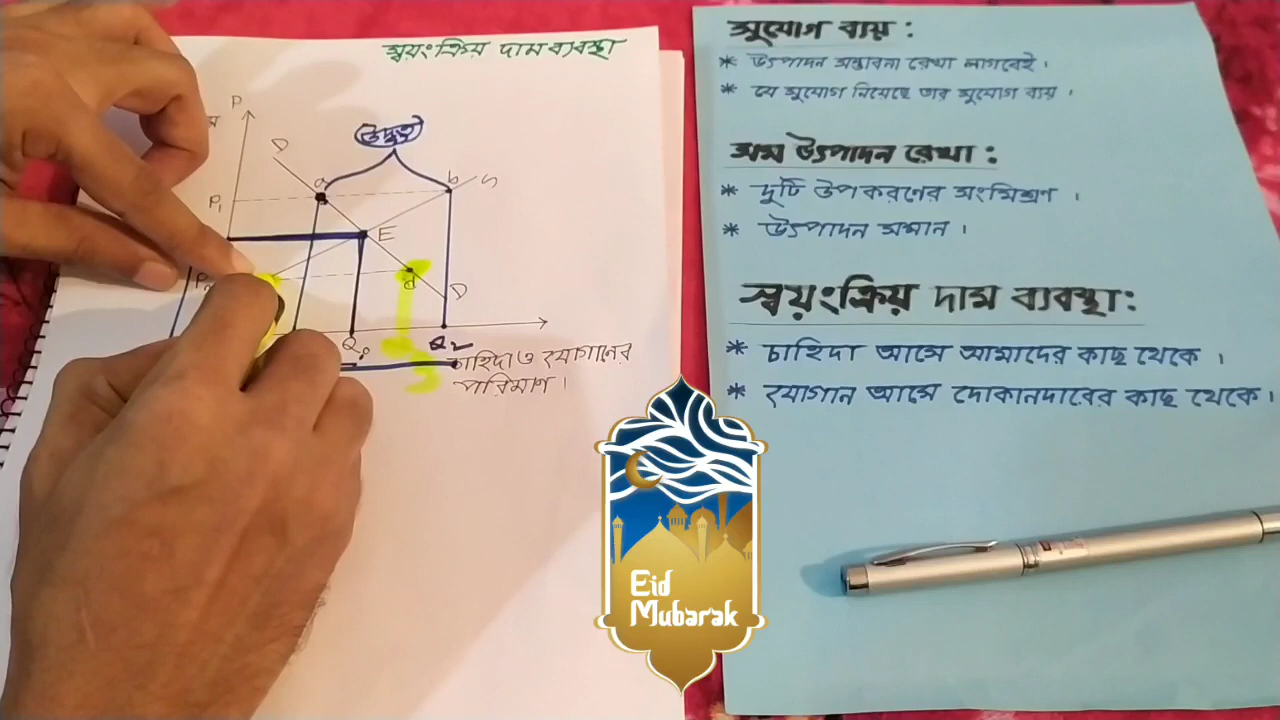 স্বয়ংক্রিয় দাম ব্যবস্থা
P
D
উদ্বৃত্ত
a
b
S
P₁
E
d
D
Q₀
Q₂
চাহিদা ও যোগানের
পরিমাণ।
সুযোগ ব্যয় :
* উৎপাদন সম্ভাবনা রেখা লাগবেই।
* যে সুযোগ নিয়েছে তার সুযোগ ব্যয়।
সম উৎপাদন রেখা :
* দুটি উপকরণের সংমিশ্রণ।
* উৎপাদন সমান।
স্বয়ংক্রিয় দাম ব্যবস্থা:
* চাহিদা আসে আমাদের কাছ থেকে।
* যোগান আসে দোকানদারের কাছ থেকে।
Eid
Mubarak